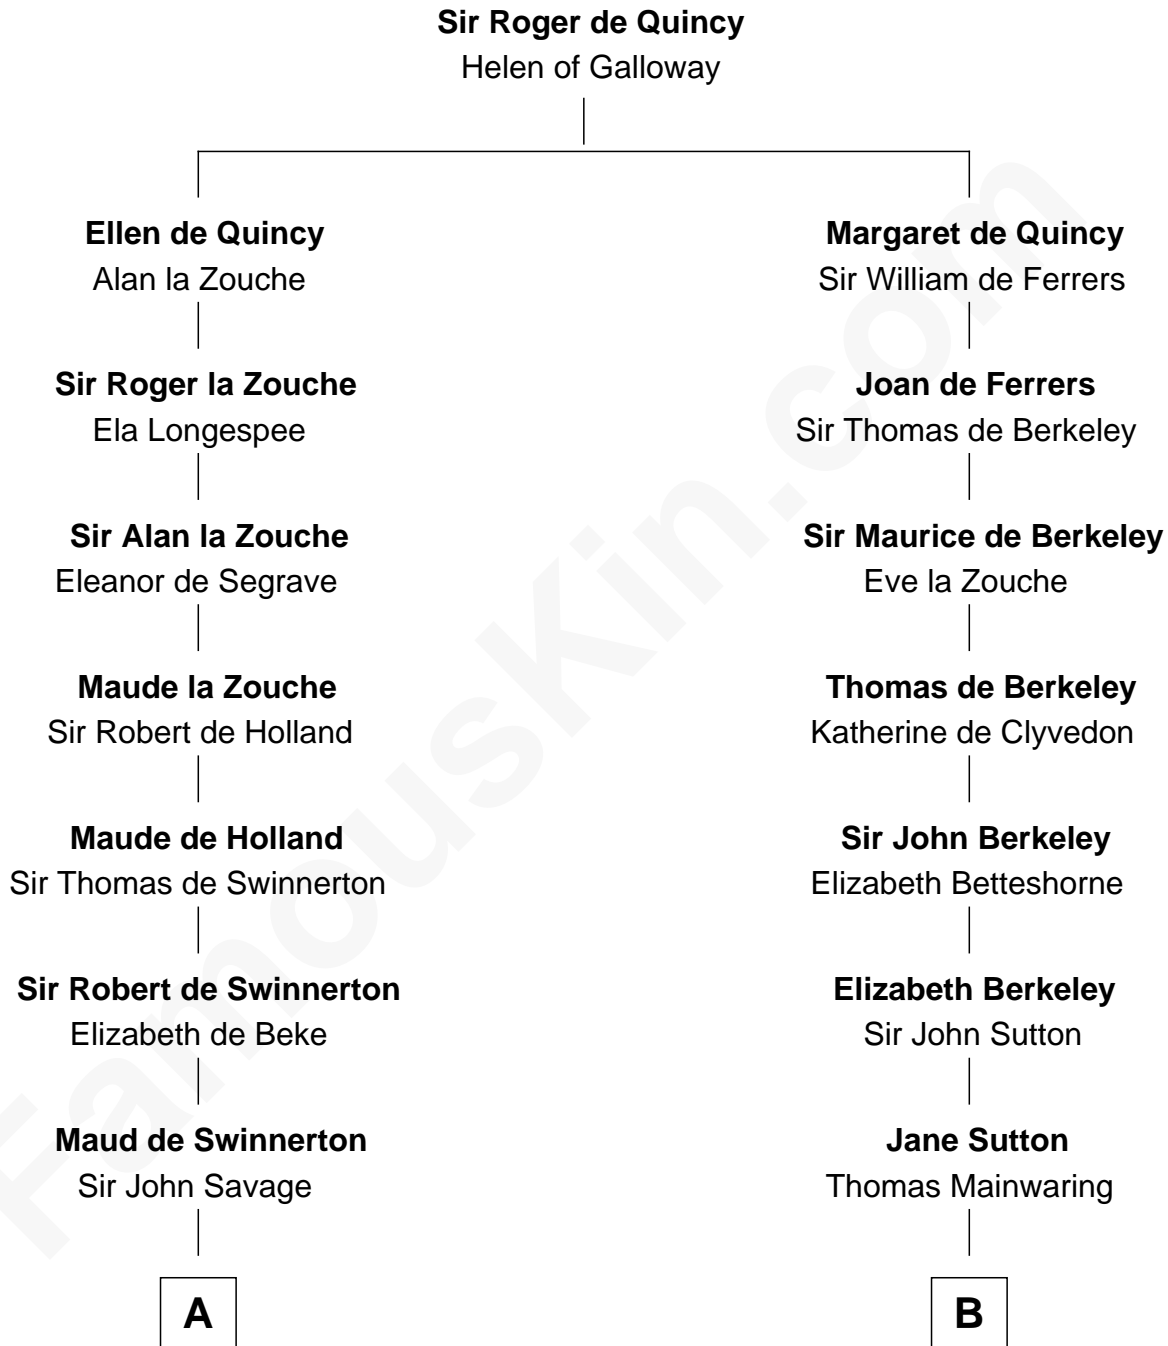 Sir Roger de Quincy
Helen of Galloway
Ellen de Quincy
Alan la Zouche
Margaret de Quincy
Sir William de Ferrers
Sir Roger la Zouche
Ela Longespee
Joan de Ferrers
Sir Thomas de Berkeley
Sir Alan la Zouche
Eleanor de Segrave
Sir Maurice de Berkeley
Eve la Zouche
Maude la Zouche
Sir Robert de Holland
Thomas de Berkeley
Katherine de Clyvedon
Maude de Holland
Sir Thomas de Swinnerton
Sir John Berkeley
Elizabeth Betteshorne
Sir Robert de Swinnerton
Elizabeth de Beke
Elizabeth Berkeley
Sir John Sutton
Maud de Swinnerton
Sir John Savage
Jane Sutton
Thomas Mainwaring
A
B
FamousKin.com